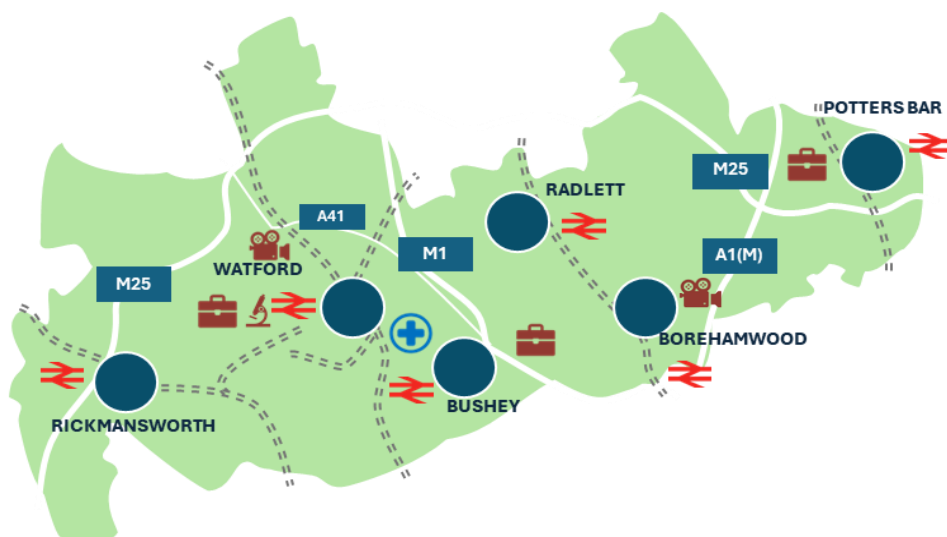 POTTERS BAR
M25
RADLETT
A41
M1
A1(M)
WATFORD
M25
BOREHAMWOOD
BUSHEY
RICKMANSWORTH